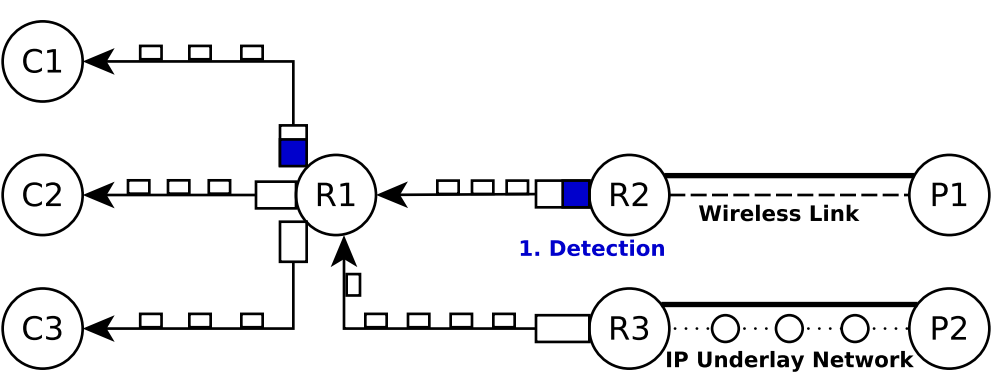 C1
C2
R1
R2
P1
Wireless Link
1. Detection
C3
R3
P2
IP Underlay Network